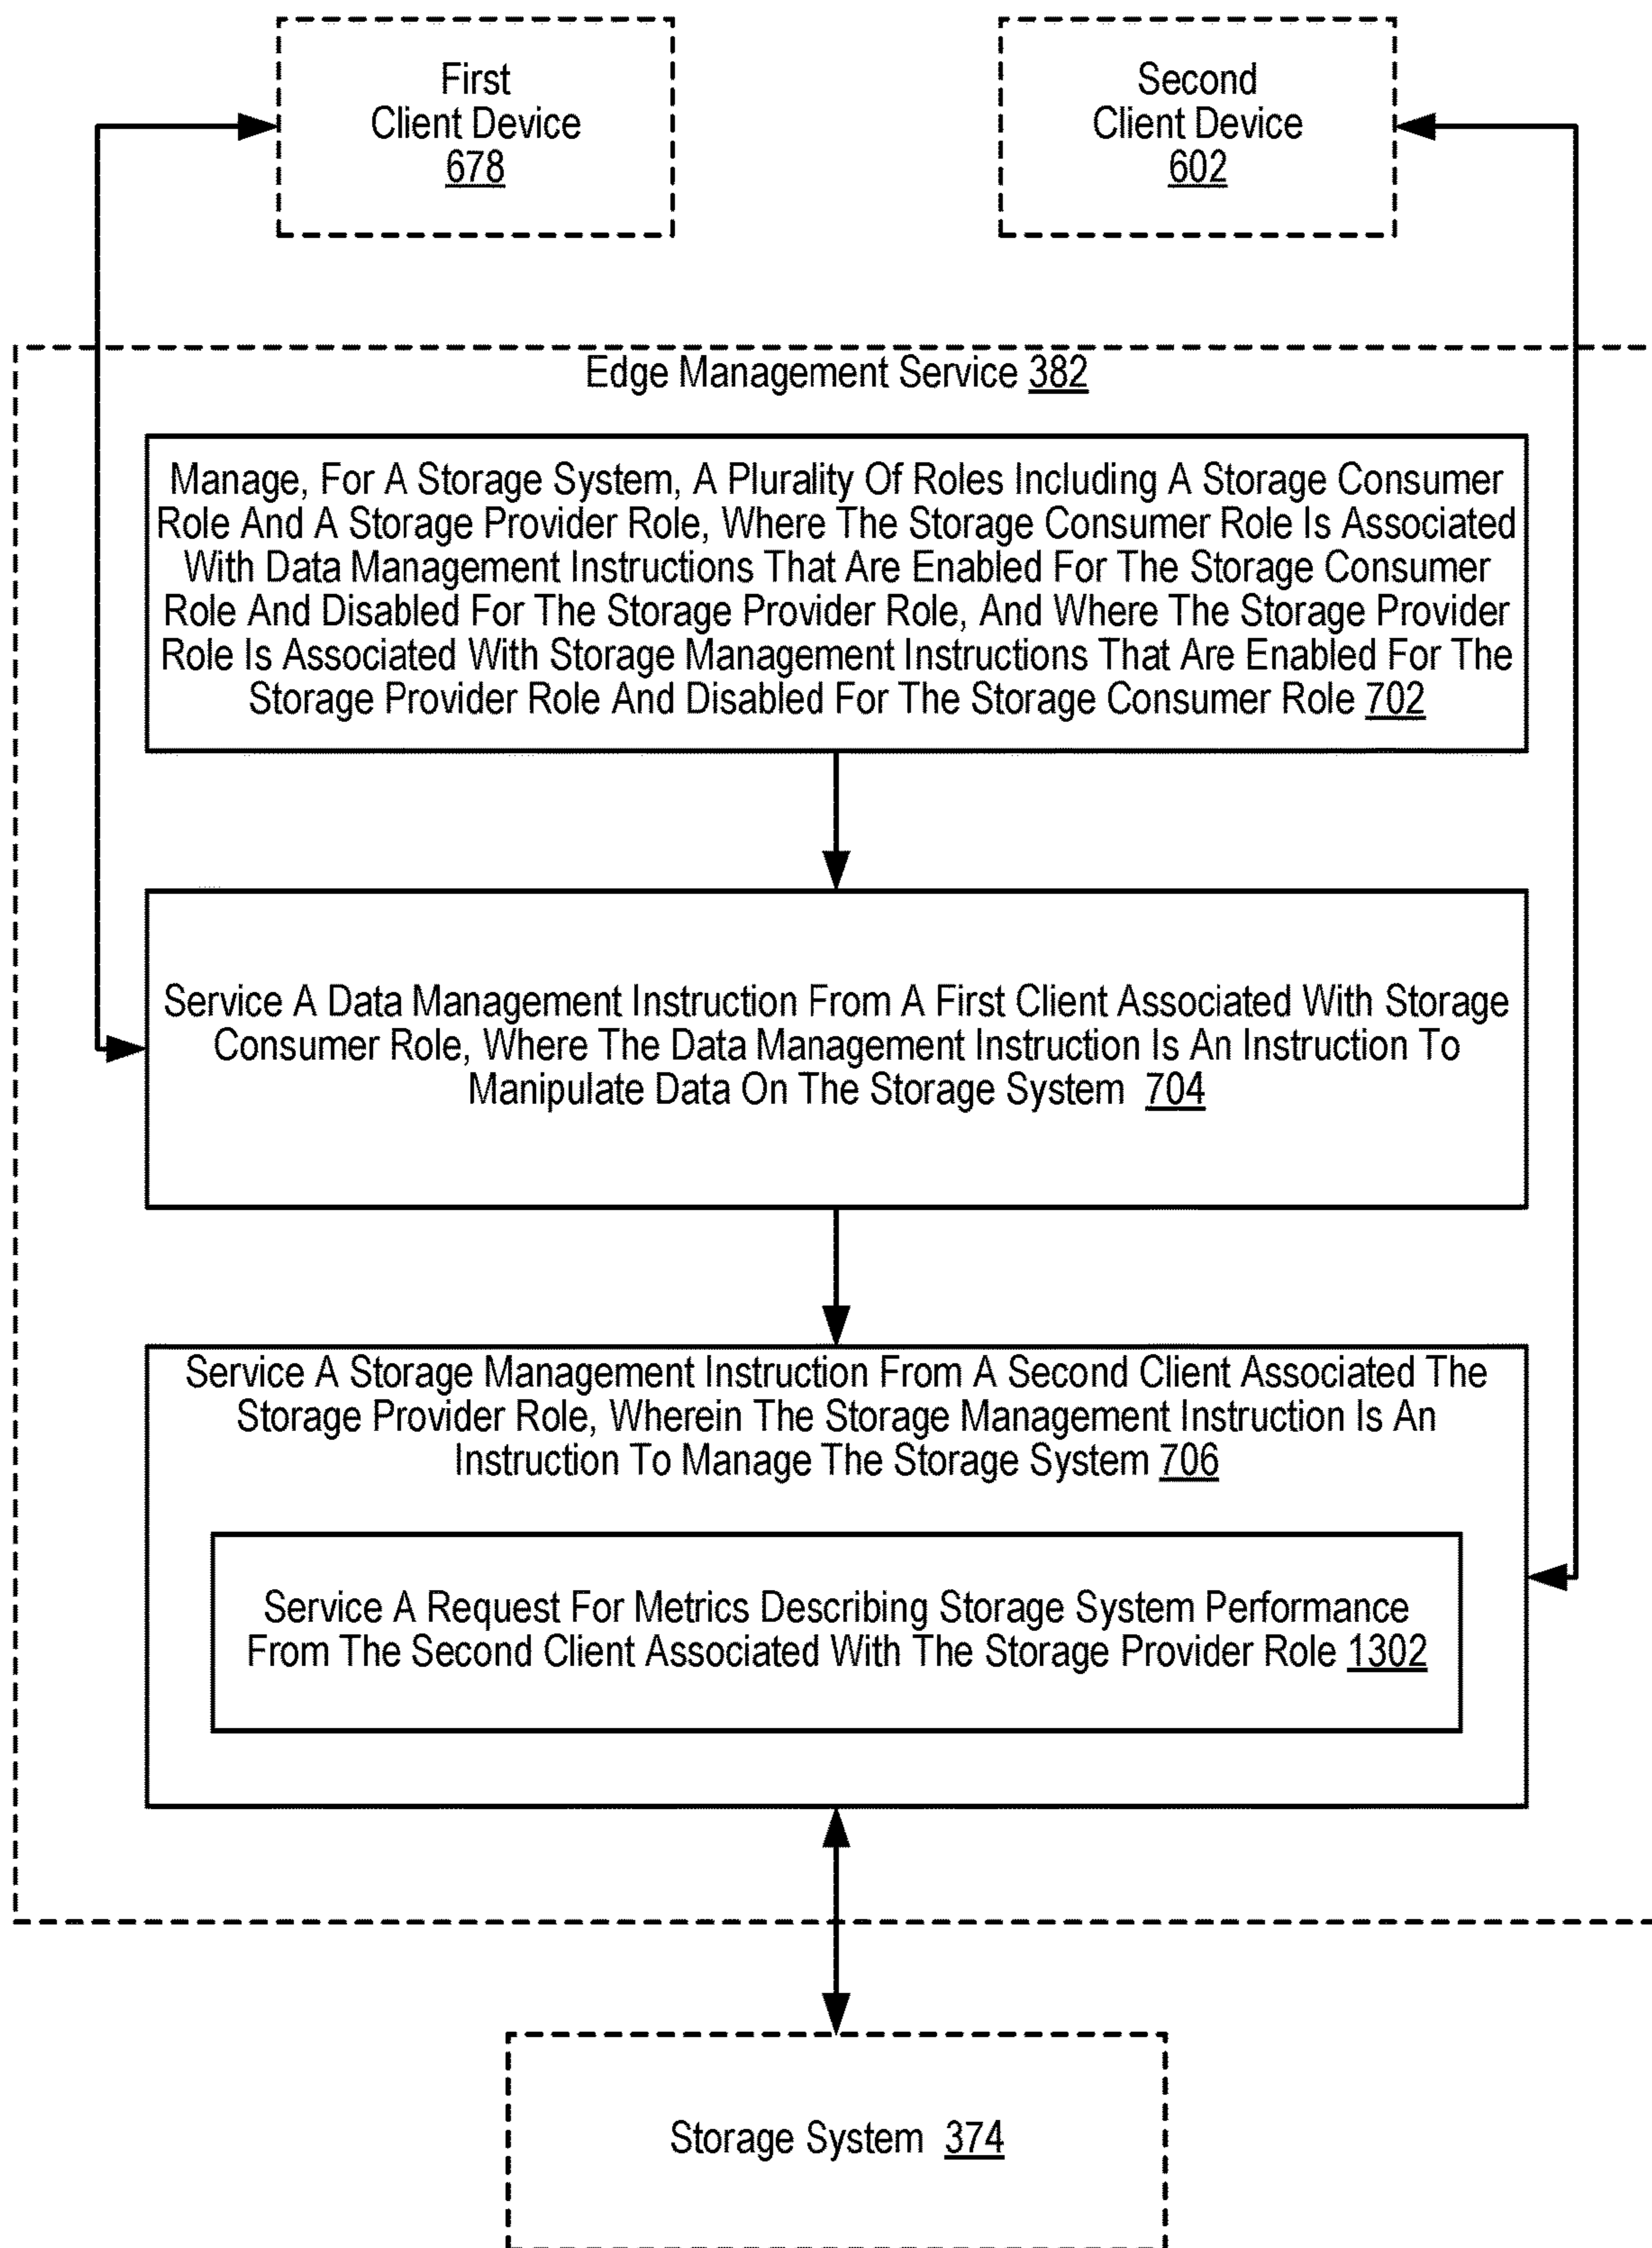 First
Client Device
678
Second
Client Device
602
Edge Management Service 382
Manage, For A Storage System, A Plurality Of Roles Including A Storage Consumer
Role And A Storage Provider Role, Where The Storage Consumer Role Is Associated
With Data Management Instructions That Are Enabled For The Storage Consumer
Role And Disabled For The Storage Provider Role, And Where The Storage Provider
Role Is Associated With Storage Management Instructions That Are Enabled For The
Storage Provider Role And Disabled For The Storage Consumer Role 702
Service A Data Management Instruction From A First Client Associated With Storage
Consumer Role, Where The Data Management Instruction Is An Instruction To
Manipulate Data On The Storage System 704
Service A Storage Management Instruction From A Second Client Associated The
Storage Provider Role, Wherein The Storage Management Instruction Is An
Instruction To Manage The Storage System 706
Service A Request For Metrics Describing Storage System Performance
From The Second Client Associated With The Storage Provider Role 1302
Storage System 374